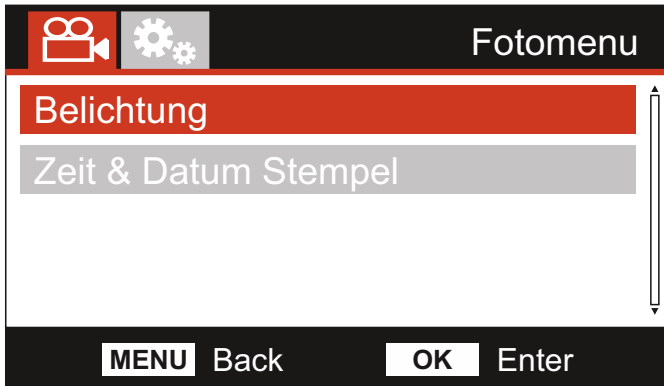 Fotomenu
Belichtung
Zeit & Datum Stempel
MENU Back OK Enter